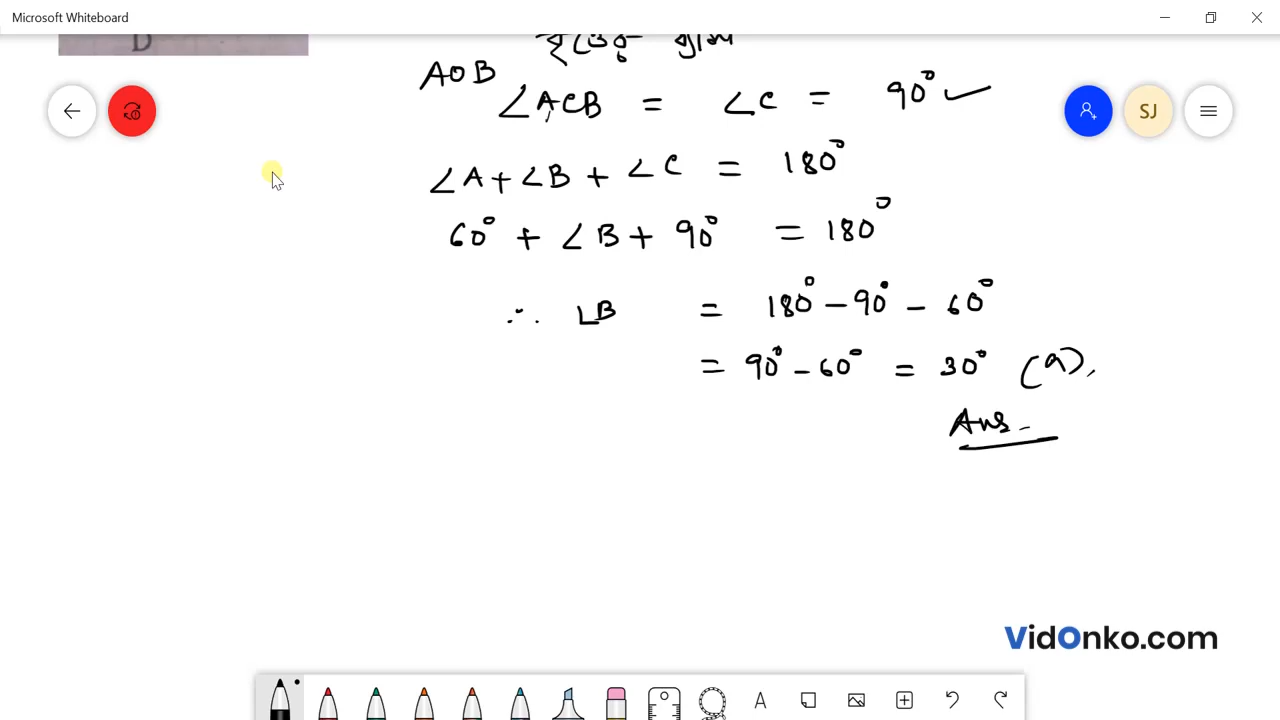 Microsoft Whiteboard
D
AOB
∠ACB = ∠C = 90°
SJ
∠A + ∠B + ∠C = 180°
60° + ∠B + 90° = 180°
∴ ∠B = 180° - 90° - 60°
= 90° - 60° = 30° (a).
Ans.
VidOnko.com
A